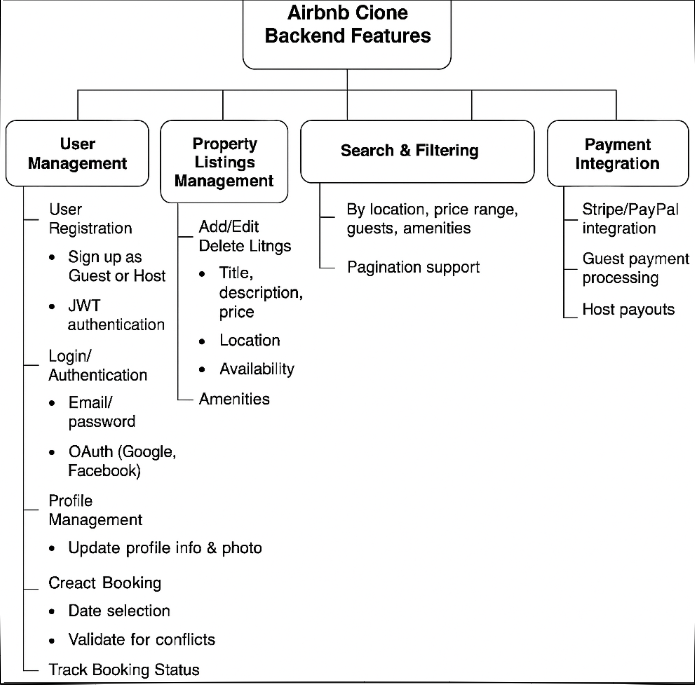 Airbnb Cione
Backend Features
User
Management
User
Registration
• Sign up as
Guest or Host
• JWT
authentication
Login/
Authentication
• Email/
password
• OAuth (Google,
Facebook)
Profile
Management
• Update profile info & photo
Creact Booking
• Date selection
• Validate for conflicts
Track Booking Status
Property
Listings
Management
Add/Edit
Delete Litngs
• Title,
description,
price
• Location
• Availability
Amenities
Search & Filtering
By location, price range,
guests, amenities
Pagination support
Payment
Integration
Stripe/PayPal
integration
Guest payment
processing
Host payouts